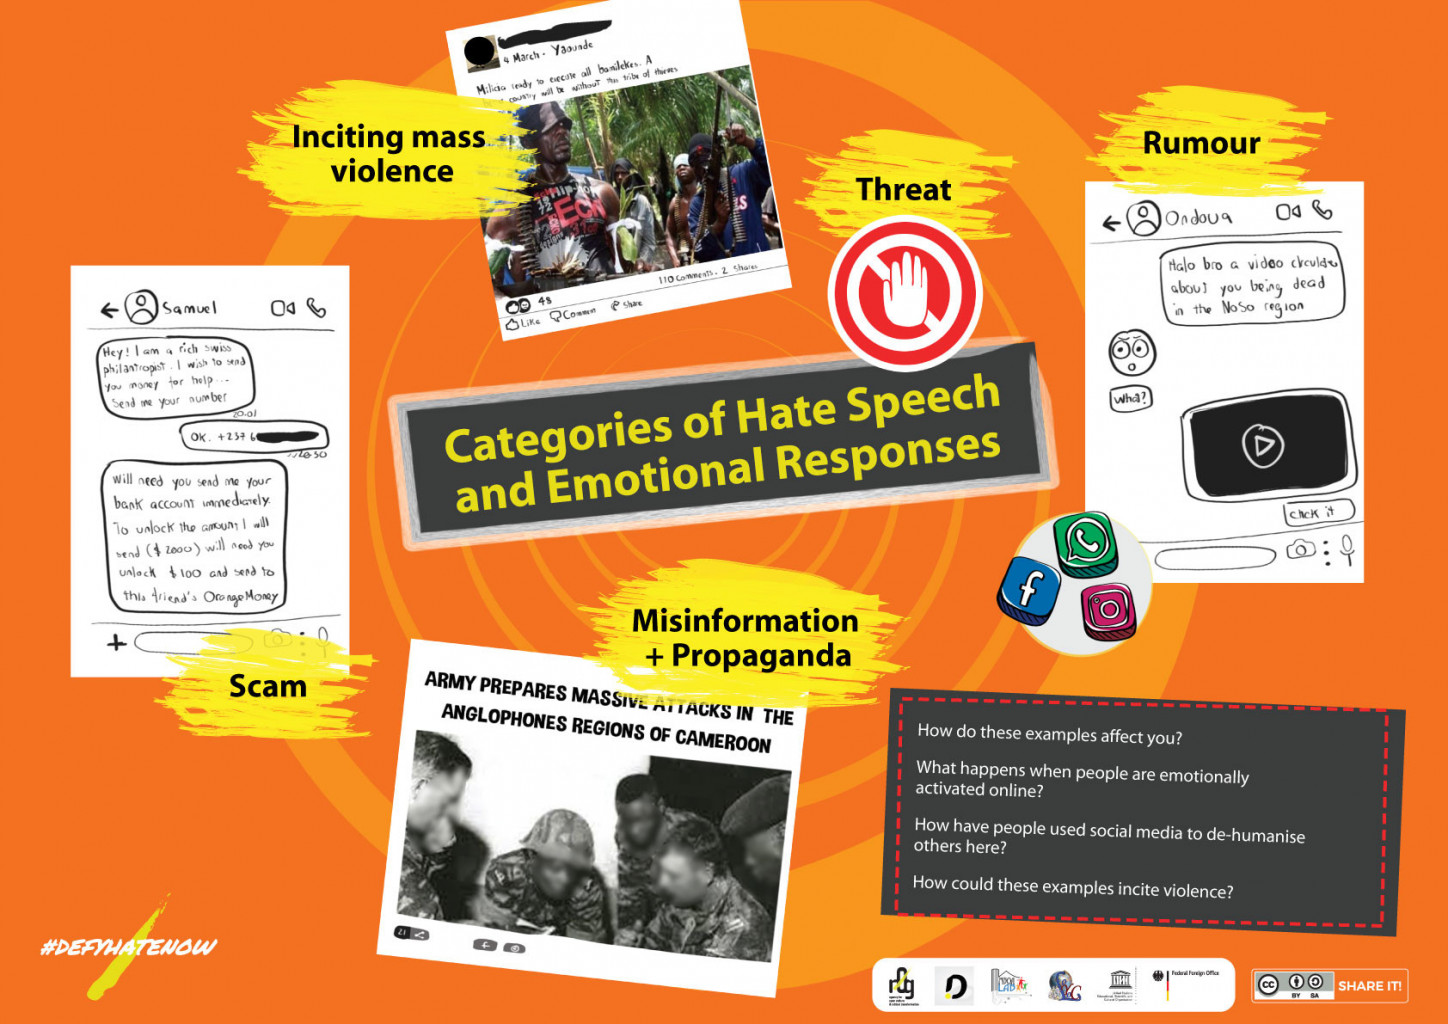 4 March - Yaounde
Milicia ready to execute all bamilekes. A
country will be without this tribe of thieves
110 Comments. 2 Shares
48
Like Comment Share
Inciting mass
violence
Threat
Rumour
Ondoua
Halo bro a video circulates
about you being dead
in the NoSo region
what?
click it
Samuel
Hey! I am a rich swiss
philantropist. I wish to send
you money for help...
Send me your number
20:01
OK. +237 6
20:50
Will need you send me your
bank account immediately.
To unlock the amount I will
send ($ 2000) will need you
unlock $100 and send to
this friend's OrangeMoney
Scam
Categories of Hate Speech
and Emotional Responses
Misinformation
+ Propaganda
ARMY PREPARES MASSIVE ATTACKS IN THE
ANGLOPHONES REGIONS OF CAMEROON
21
How do these examples affect you?
What happens when people are emotionally
activated online?
How have people used social media to de-humanise
others here?
How could these examples incite violence?
#DEFYHATENOW
r0g
UNESCO
Federal Foreign Office
cc
BY SA
SHARE IT!